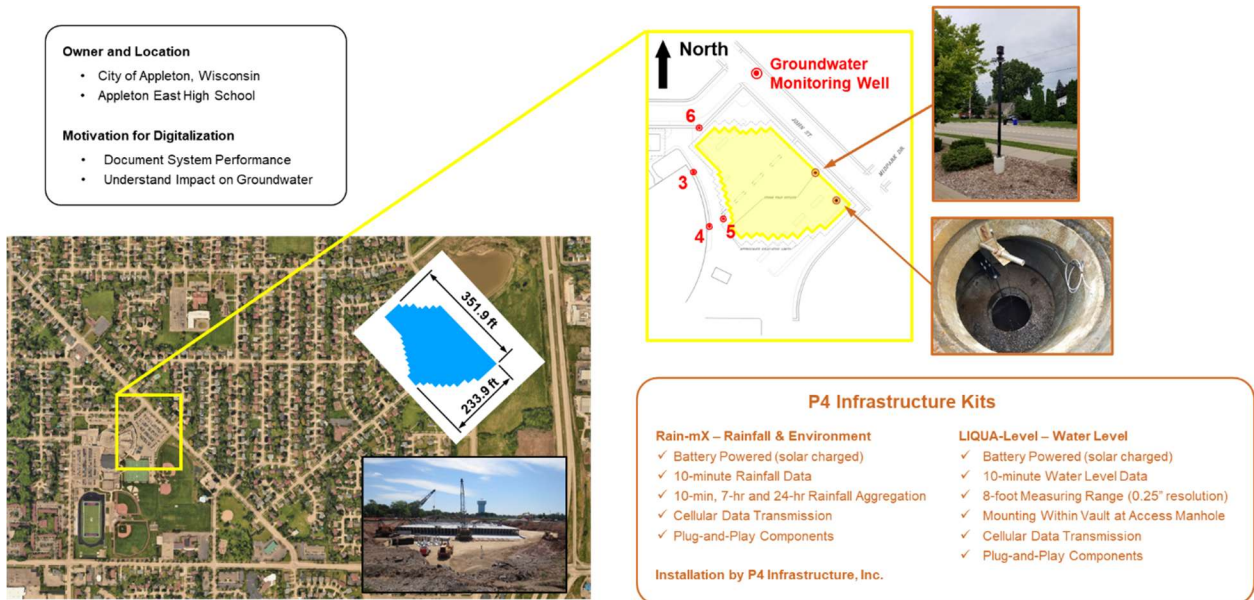 Owner and Location
• City of Appleton, Wisconsin
• Appleton East High School
Motivation for Digitalization
• Document System Performance
• Understand Impact on Groundwater
North
Groundwater
Monitoring Well
6
3
4
5
JOHN ST
MIDPARK DR.
351.9 ft
233.9 ft
P4 Infrastructure Kits
Rain-mX – Rainfall & Environment
✓ Battery Powered (solar charged)
✓ 10-minute Rainfall Data
✓ 10-min, 7-hr and 24-hr Rainfall Aggregation
✓ Cellular Data Transmission
✓ Plug-and-Play Components
Installation by P4 Infrastructure, Inc.
LIQUA-Level – Water Level
✓ Battery Powered (solar charged)
✓ 10-minute Water Level Data
✓ 8-foot Measuring Range (0.25" resolution)
✓ Mounting Within Vault at Access Manhole
✓ Cellular Data Transmission
✓ Plug-and-Play Components